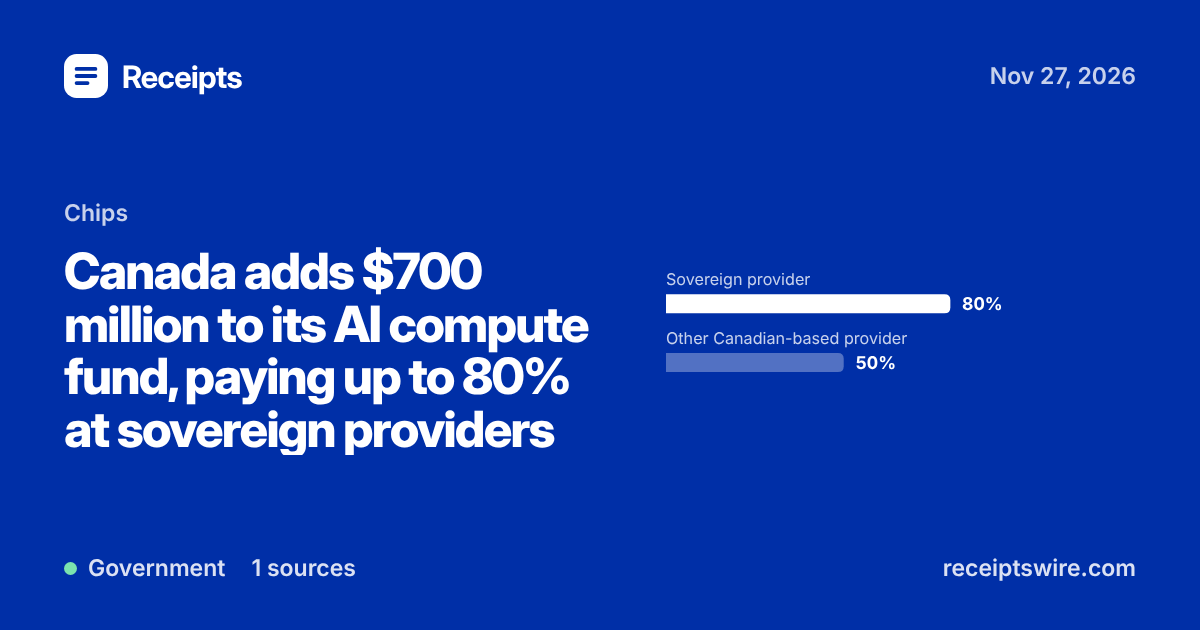 Receipts
Nov 27, 2026
Chips
Canada adds $700
million to its AI compute
fund, paying up to 80%
at sovereign providers
Sovereign provider
80%
Other Canadian-based provider
50%
Government
1 sources
receiptswire.com